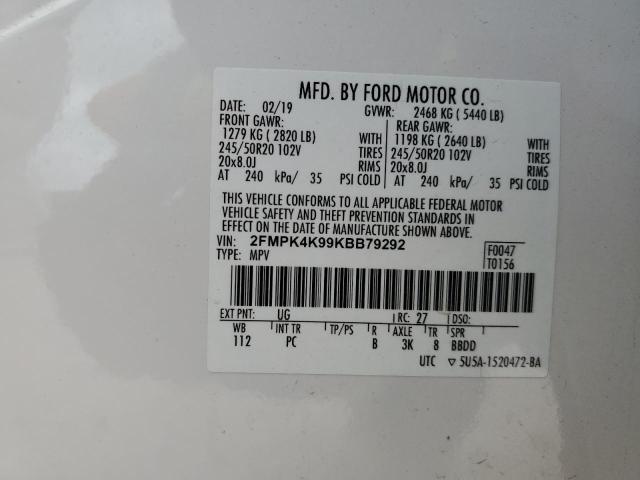 MFD. BY FORD MOTOR CO.
DATE: 02/19 GVWR: 2468 KG ( 5440 LB)
FRONT GAWR: REAR GAWR:
1279 KG ( 2820 LB) WITH 1198 KG ( 2640 LB) WITH
245/50R20 102V TIRES 245/50R20 102V TIRES
20x8.0J RIMS 20x8.0J RIMS
AT 240 kPa/ 35 PSI COLD AT 240 kPa/ 35 PSI COLD
THIS VEHICLE CONFORMS TO ALL APPLICABLE FEDERAL MOTOR
VEHICLE SAFETY AND THEFT PREVENTION STANDARDS IN
EFFECT ON THE DATE OF MANUFACTURE SHOWN ABOVE.
VIN: 2FMPK4K99KBB79292 F0047
TYPE: MPV T0156
EXT PNT: UG RC: 27 DSO:
WB INT TR TP/PS R AXLE TR SPR
112 PC B 3K 8 BBDD
UTC ▽ 5U5A-1520472-BA